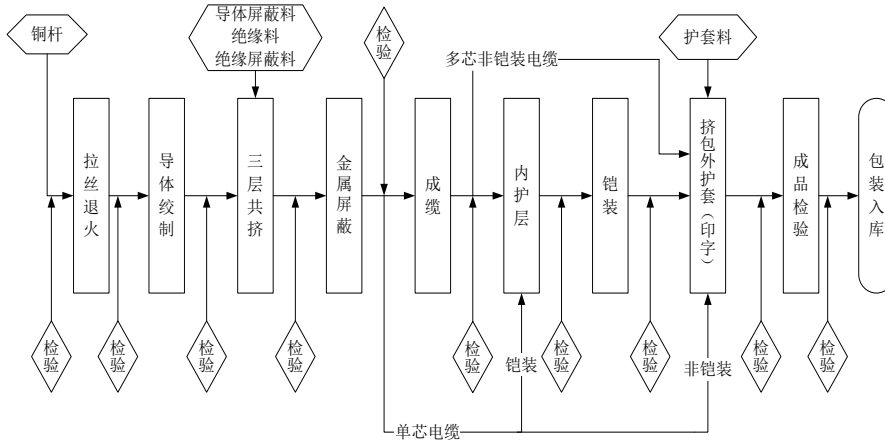 铜杆
导体屏蔽料
绝缘料
绝缘屏蔽料
检验
多芯非铠装电缆
护套料
拉丝退火
导体绞制
三层共挤
金属屏蔽
成缆
内护层
铠装
挤包外护套（印字）
成品检验
包装入库
检验
检验
检验
检验
检验
铠装
检验
检验
非铠装
检验
检验
单芯电缆